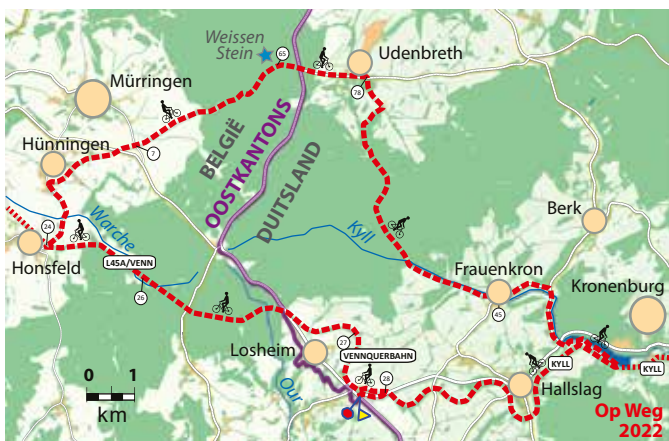 Weissen
Stein
65
Udenbreth
Mürringen
78
Hünningen
7
BELGIË
OOSTKANTONS
DUITSLAND
24
Warche
Kyll
Berk
Honsfeld
L45A/VENN
26
Frauenkron
Kronenburg
45
27
VENNQUERBAHN
Losheim
Our
28
KYLL
KYLL
Hallslag
0 1
km
Op Weg
2022